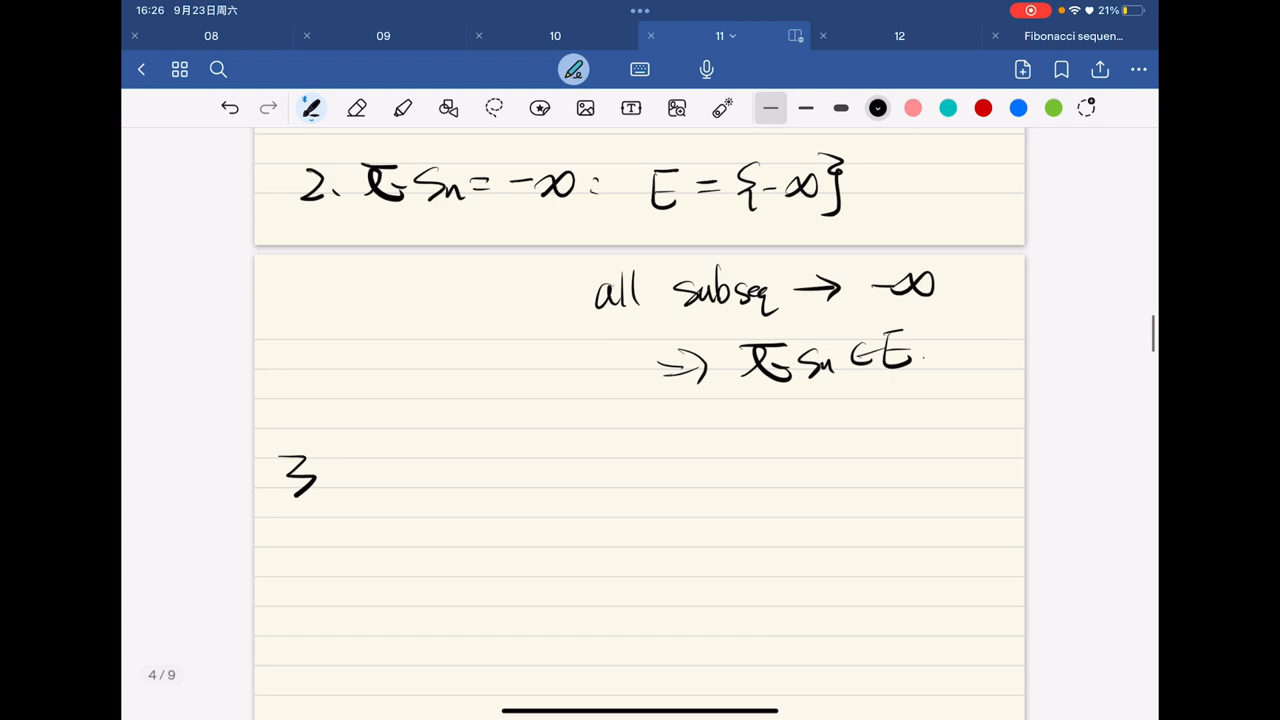 16:26 9月23日周六
21%
08 09 10 11 12 Fibonacci sequen...
2. lim Sn = -∞ : E = {-∞}
all subseq → -∞
⇒ lim Sn ∈ E.
3
4 / 9